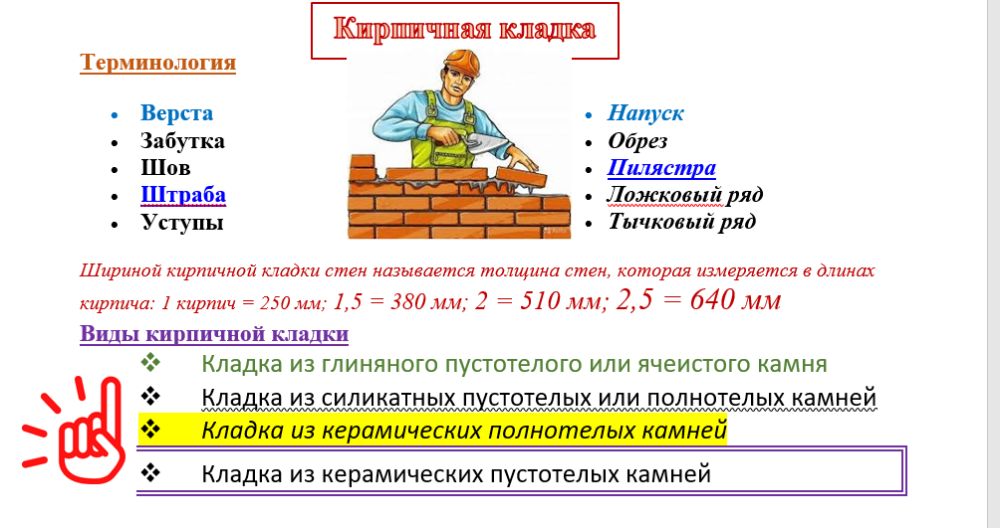 Кирпичная кладка
Терминология
Верста
Забутка
Шов
Штраба
Уступы
Напуск
Обрез
Пилястра
Ложковый ряд
Тычковый ряд
Шириной кирпичной кладки стен называется толщина стен, которая измеряется в длинах
кирпича: 1 кирпич = 250 мм; 1,5 = 380 мм; 2 = 510 мм; 2,5 = 640 мм
Виды кирпичной кладки
Кладка из глиняного пустотелого или ячеистого камня
Кладка из силикатных пустотелых или полнотелых камней
Кладка из керамических полнотелых камней
Кладка из керамических пустотелых камней